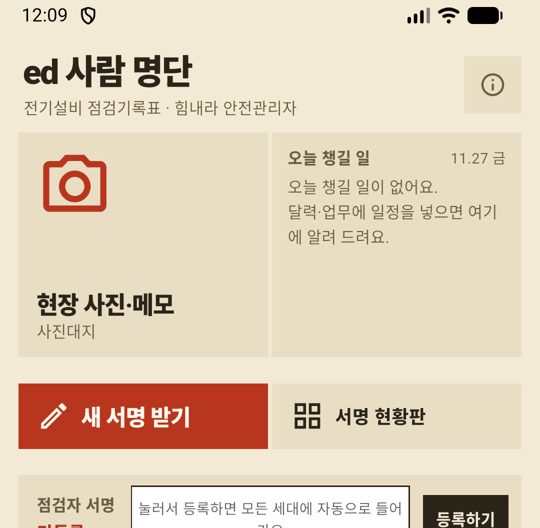 12:09
ed 사람 명단
전기설비 점검기록표 · 힘내라 안전관리자
현장 사진·메모
사진대지
오늘 챙길 일
11.27 금
오늘 챙길 일이 없어요.
달력·업무에 일정을 넣으면 여기
에 알려 드려요.
새 서명 받기
서명 현황판
점검자 서명
눌러서 등록하면 모든 세대에 자동으로 들어
등록하기